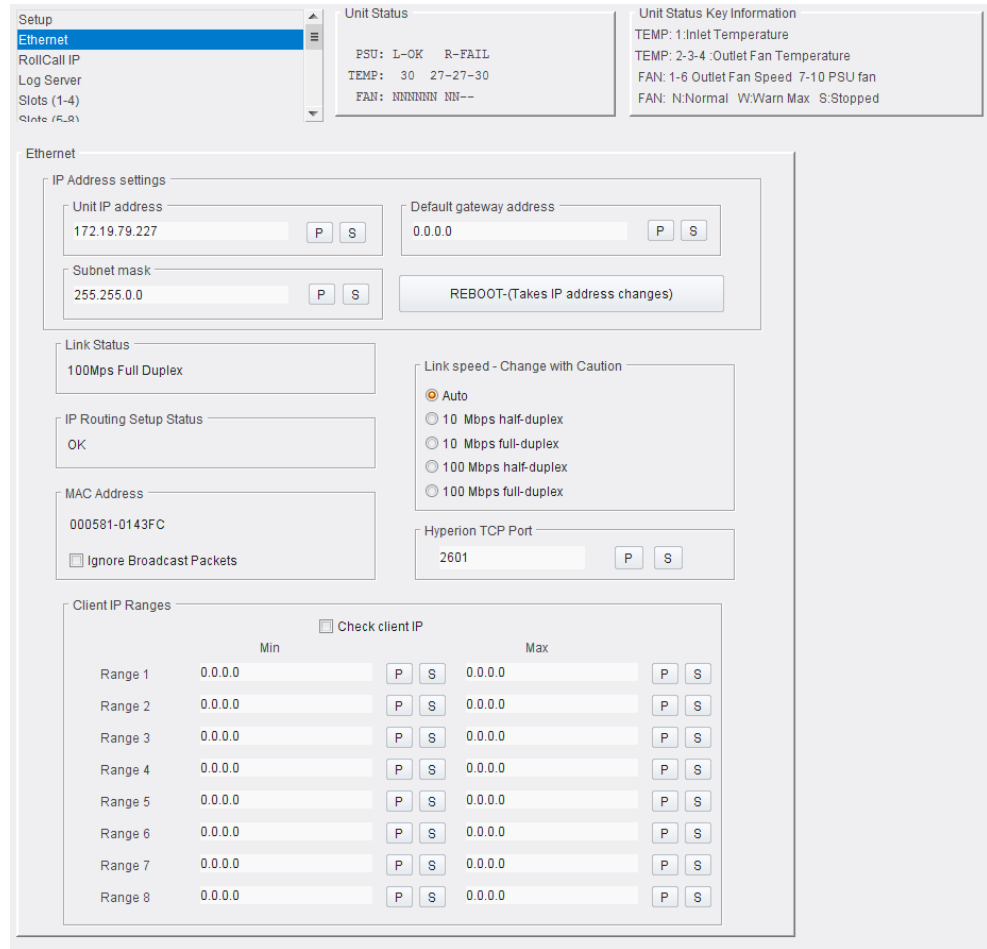 Setup
Ethernet
RollCall IP
Log Server
Slots (1-4)
Slots (5-8)
Unit Status
PSU: L-OK R-FAIL
TEMP: 30 27-27-30
FAN: NNNNNN NN--
Unit Status Key Information
TEMP: 1:Inlet Temperature
TEMP: 2-3-4 :Outlet Fan Temperature
FAN: 1-6 Outlet Fan Speed 7-10 PSU fan
FAN: N:Normal W:Warn Max S:Stopped
Ethernet
IP Address settings
Unit IP address
172.19.79.227 P S
Default gateway address
0.0.0.0 P S
Subnet mask
255.255.0.0 P S
REBOOT-(Takes IP address changes)
Link Status
100Mbps Full Duplex
IP Routing Setup Status
OK
MAC Address
000581-0143FC
Ignore Broadcast Packets
Link speed - Change with Caution
Auto
10 Mbps half-duplex
10 Mbps full-duplex
100 Mbps half-duplex
100 Mbps full-duplex
Hyperion TCP Port
2601 P S
Client IP Ranges
Check client IP
Min Max
Range 1 0.0.0.0 P S 0.0.0.0 P S
Range 2 0.0.0.0 P S 0.0.0.0 P S
Range 3 0.0.0.0 P S 0.0.0.0 P S
Range 4 0.0.0.0 P S 0.0.0.0 P S
Range 5 0.0.0.0 P S 0.0.0.0 P S
Range 6 0.0.0.0 P S 0.0.0.0 P S
Range 7 0.0.0.0 P S 0.0.0.0 P S
Range 8 0.0.0.0 P S 0.0.0.0 P S